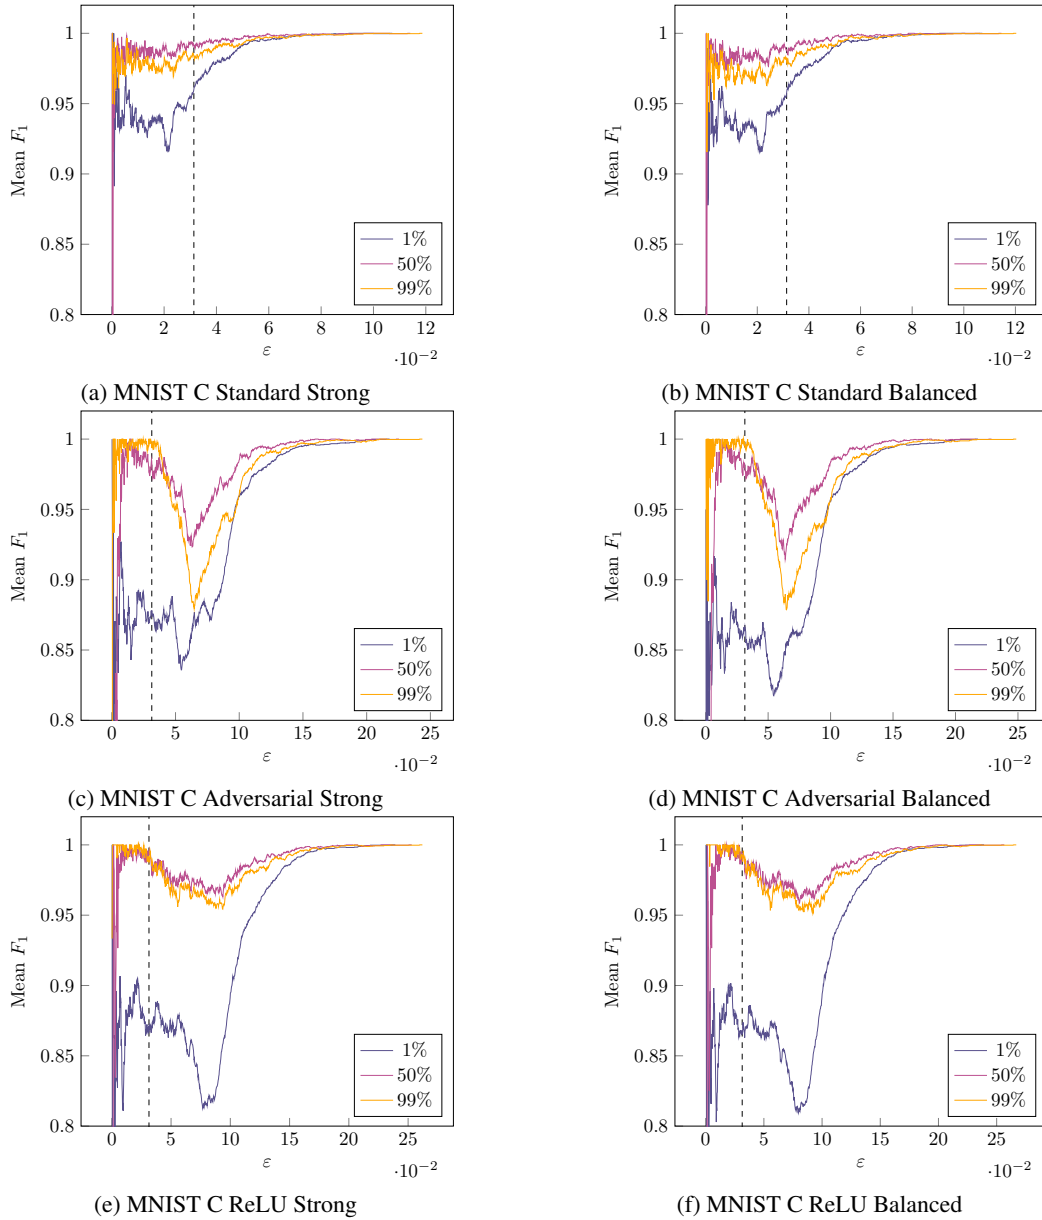 1
0.95
0.9
0.85
0.8
Mean F₁
1%
50%
99%
0 2 4 6 8 10 12
ε
·10⁻²
(a) MNIST C Standard Strong
1
0.95
0.9
0.85
0.8
Mean F₁
1%
50%
99%
0 2 4 6 8 10 12
ε
·10⁻²
(b) MNIST C Standard Balanced
1
0.95
0.9
0.85
0.8
Mean F₁
1%
50%
99%
0 5 10 15 20 25
ε
·10⁻²
(c) MNIST C Adversarial Strong
1
0.95
0.9
0.85
0.8
Mean F₁
1%
50%
99%
0 5 10 15 20 25
ε
·10⁻²
(d) MNIST C Adversarial Balanced
1
0.95
0.9
0.85
0.8
Mean F₁
1%
50%
99%
0 5 10 15 20 25
ε
·10⁻²
(e) MNIST C ReLU Strong
1
0.95
0.9
0.85
0.8
Mean F₁
1%
50%
99%
0 5 10 15 20 25
ε
·10⁻²
(f) MNIST C ReLU Balanced